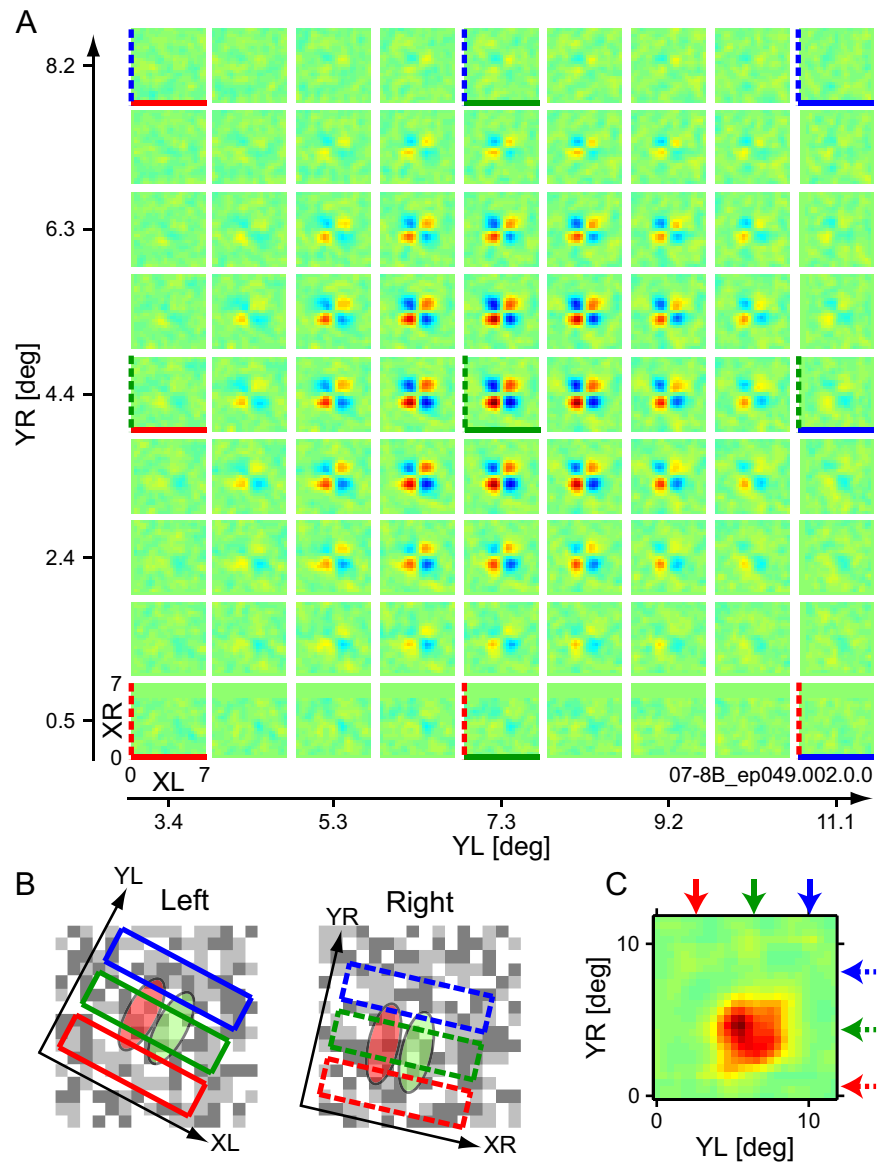 A
8.2
6.3
4.4
2.4
0.5
YR [deg]
7
XR
0
0 7
XL
07-8B_ep049.002.0.0
3.4 5.3 7.3 9.2 11.1
YL [deg]
B
YL
Left
XL
YR
Right
XR
C
10
YR [deg]
0
0 10
YL [deg]